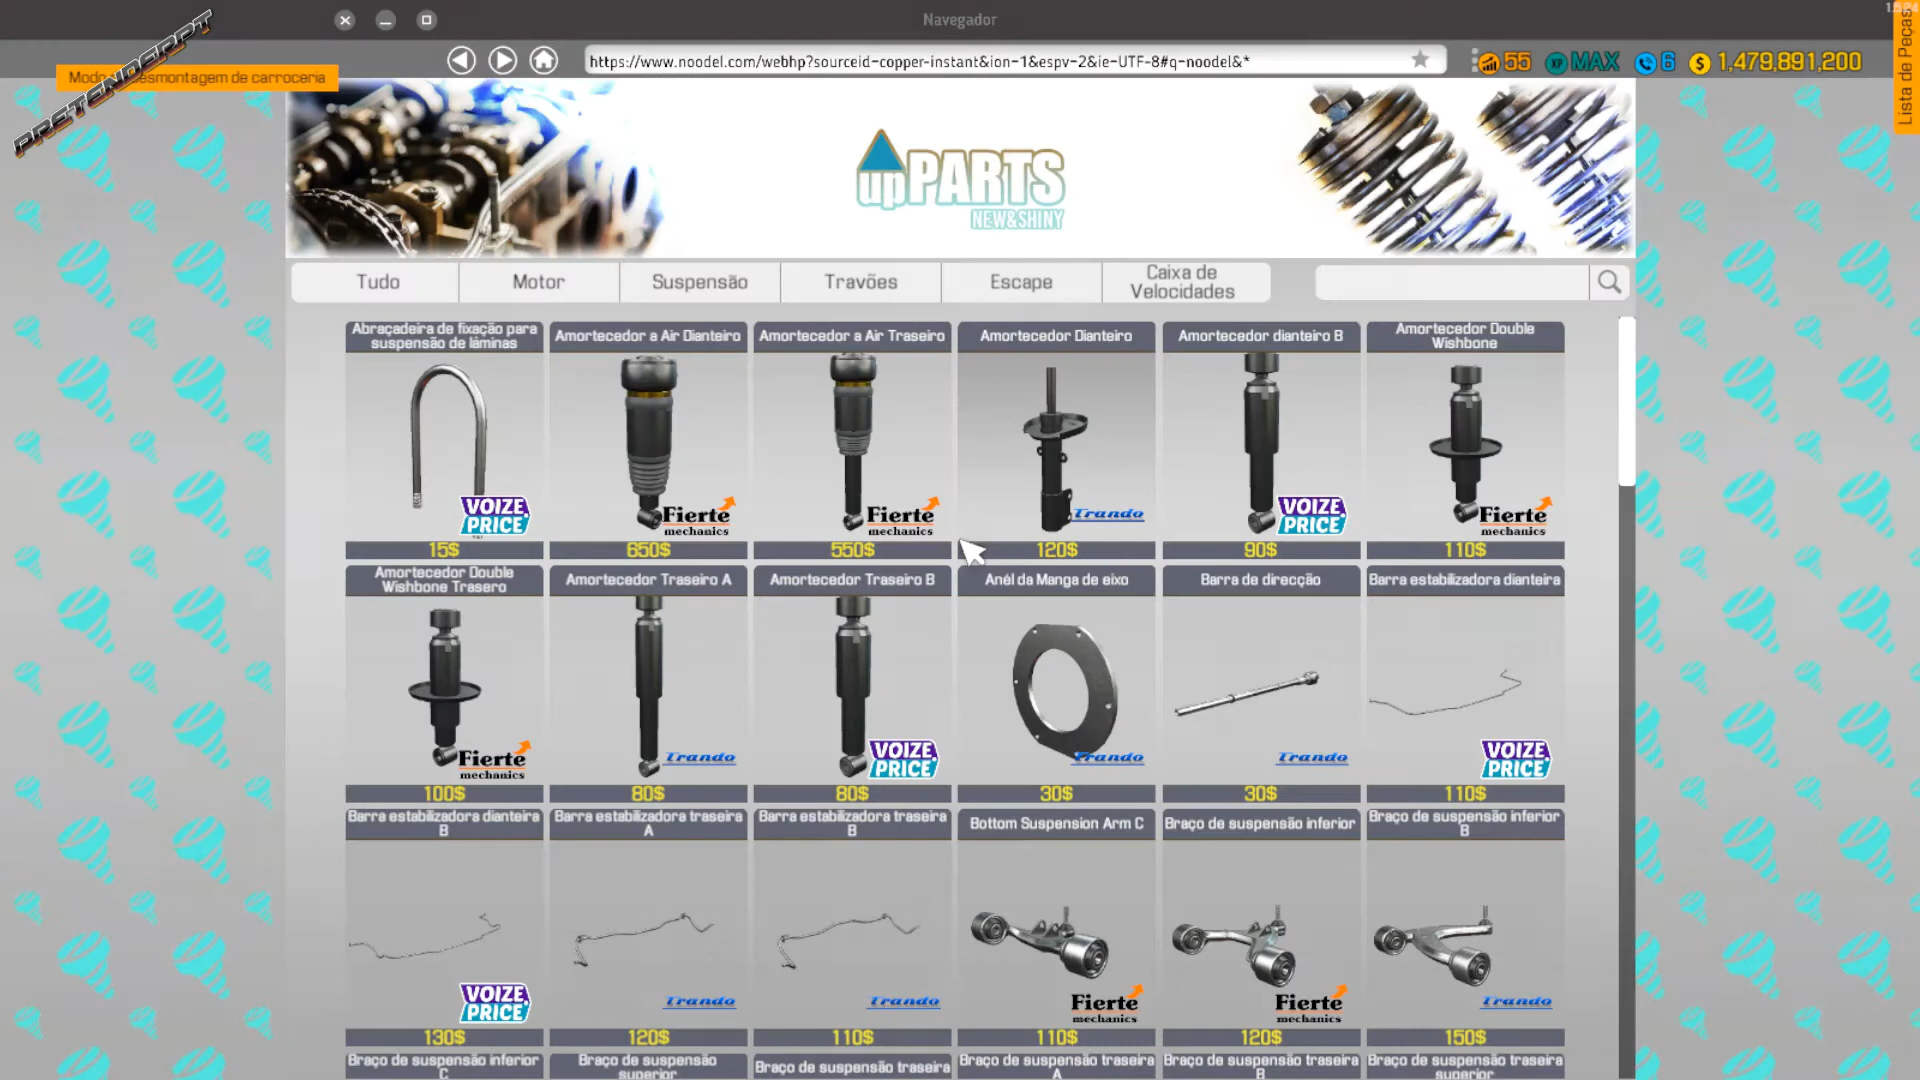 Navegador
Lista de Peças
PRETENDERPT
https://www.noodel.com/webhp?sourceid-copper-instant&ion-1&espv-2&ie-UTF-8#q-noodel&*
55
XP MAX
6
$ 1,479,891,200
upPARTS
NEW&SHINY
Tudo
Motor
Suspensão
Travões
Escape
Caixa de
Velocidades
Abraçadeira de fixação para
suspensão de láminas
Amortecedor a Air Dianteiro
Amortecedor a Air Traseiro
Amortecedor Dianteiro
Amortecedor dianteiro B
Amortecedor Double
Wishbone
VOIZE
PRICE
Fierte
mechanics
Fierte
mechanics
Trando
VOIZE
PRICE
Fierte
mechanics
15$
650$
550$
120$
90$
110$
Amortecedor Double
Wishbone Trasero
Amortecedor Traseiro A
Amortecedor Traseiro B
Anél da Manga de eixo
Barra de direcção
Barra estabilizadora dianteira
Fierte
mechanics
Trando
VOIZE
PRICE
Trando
Trando
VOIZE
PRICE
100$
80$
80$
30$
30$
110$
Barra estabilizadora dianteira
B
Barra estabilizadora traseira
A
Barra estabilizadora traseira
B
Bottom Suspension Arm C
Braço de suspensão inferior
Braço de suspensão inferior
B
VOIZE
PRICE
Trando
Trando
Fierte
mechanics
Fierte
mechanics
Trando
130$
120$
110$
110$
120$
150$
Braço de suspensão inferior
C
Braço de suspensão
superior
Braço de suspensão traseira
Braço de suspensão traseira
A
Braço de suspensão traseira
B
Braço de suspensão traseira
superior